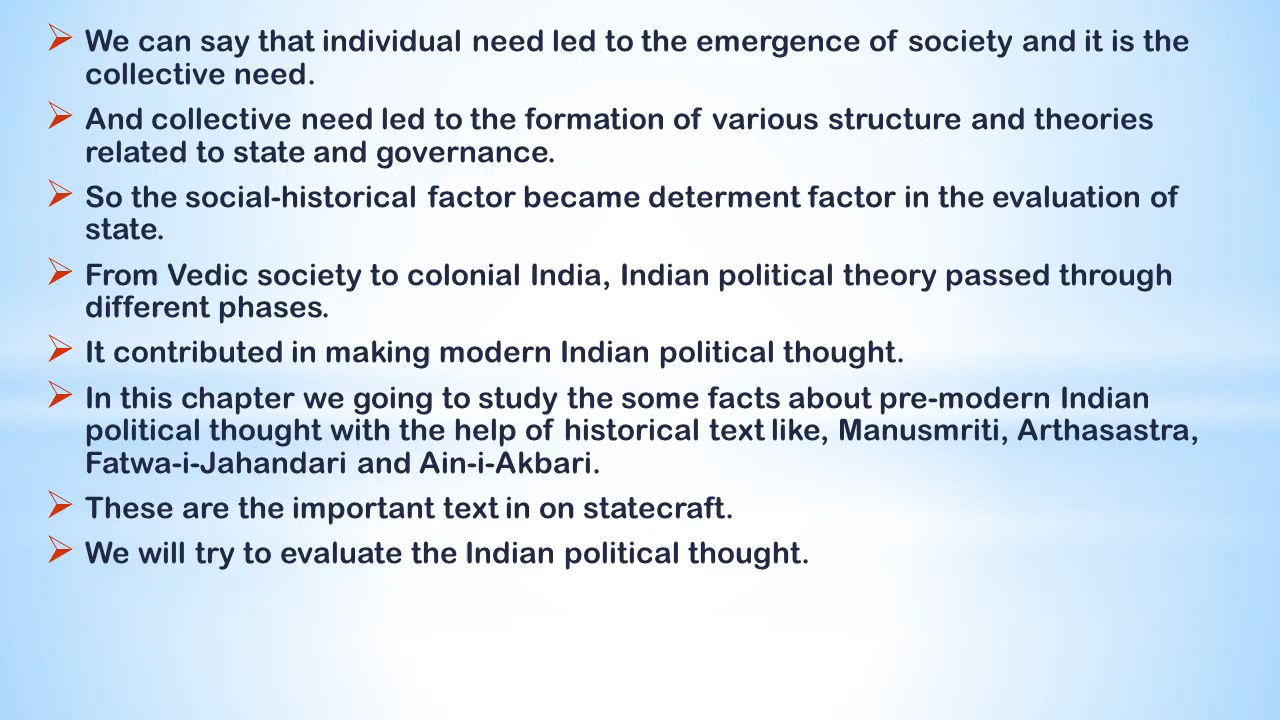 We can say that individual need led to the emergence of society and it is the
collective need.
And collective need led to the formation of various structure and theories
related to state and governance.
So the social-historical factor became determent factor in the evaluation of
state.
From Vedic society to colonial India, Indian political theory passed through
different phases.
It contributed in making modern Indian political thought.
In this chapter we going to study the some facts about pre-modern Indian
political thought with the help of historical text like, Manusmriti, Arthasastra,
Fatwa-i-Jahandari and Ain-i-Akbari.
These are the important text in on statecraft.
We will try to evaluate the Indian political thought.